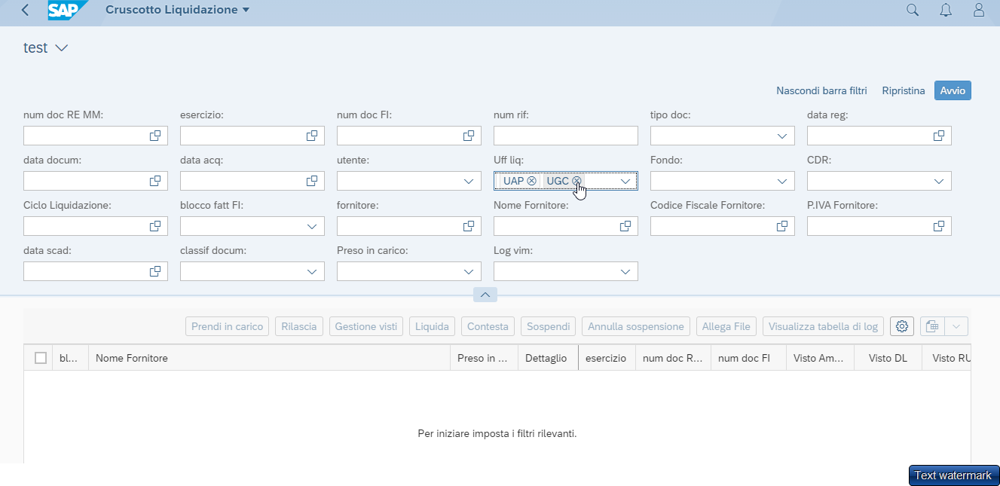 SAP Cruscotto Liquidazione
test
Nascondi barra filtri Ripristina Avvio
num doc RE MM: esercizio: num doc FI: num rif: tipo doc: data reg:
data docum: data acq: utente: Uff liq: Fondo: CDR:
UAP UGC
Ciclo Liquidazione: blocco fatt FI: fornitore: Nome Fornitore: Codice Fiscale Fornitore: P.IVA Fornitore:
data scad: classif docum: Preso in carico: Log vim:
Prendi in carico Rilascia Gestione visti Liquida Contesta Sospendi Annulla sospensione Allega File Visualizza tabella di log
bl... Nome Fornitore Preso in ... Dettaglio esercizio num doc R... num doc FI Visto Am... Visto DL Visto RU
Per iniziare imposta i filtri rilevanti.
Text watermark